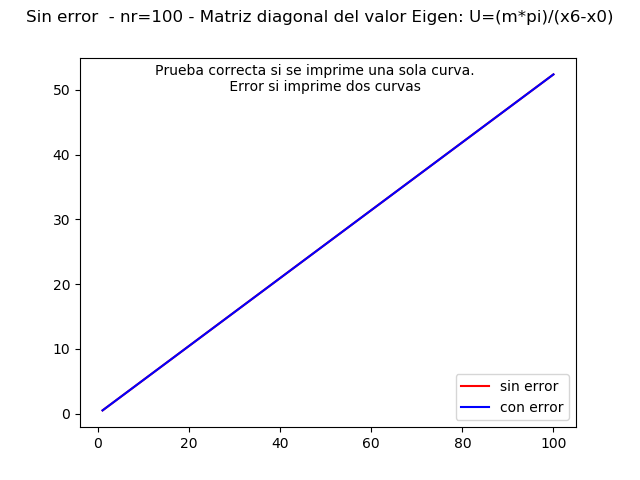 Sin error  - nr=100 - Matriz diagonal del valor Eigen: U=(m*pi)/(x6-x0)
Prueba correcta si se imprime una sola curva.
Error si imprime dos curvas
50
40
30
20
10
0
sin error
con error
0 20 40 60 80 100